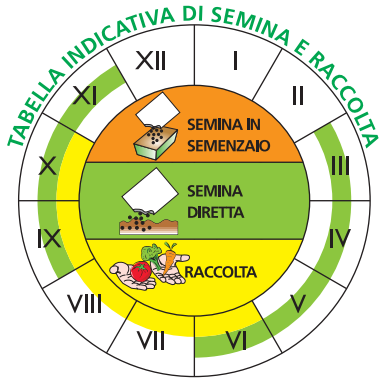 TABELLA INDICATIVA DI SEMINA E RACCOLTA
XII
I
II
III
IV
V
VI
VII
VIII
IX
X
XI
SEMINA IN
SEMENZAIO
SEMINA
DIRETTA
RACCOLTA